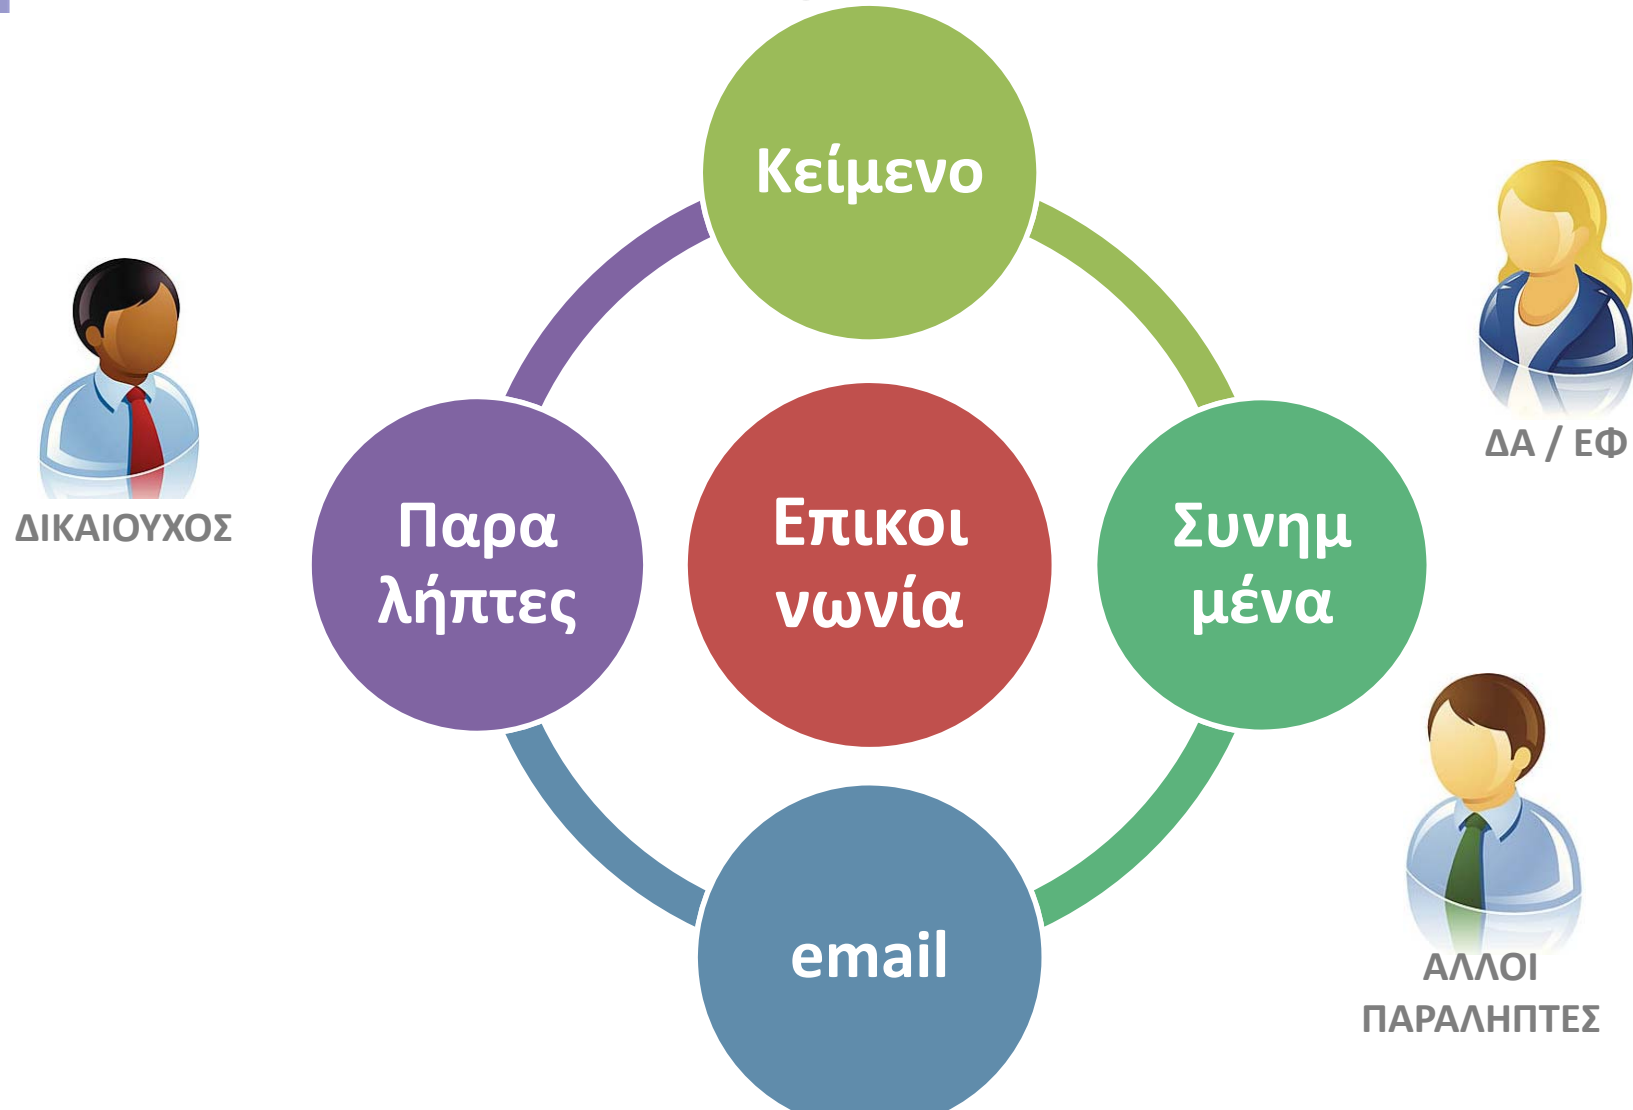 Κείμενο
ΔΙΚΑΙΟΥΧΟΣ
Παρα
λήπτες
Επικοι
νωνία
Συνημ
μένα
ΔΑ / ΕΦ
email
ΑΛΛΟΙ
ΠΑΡΑΛΗΠΤΕΣ